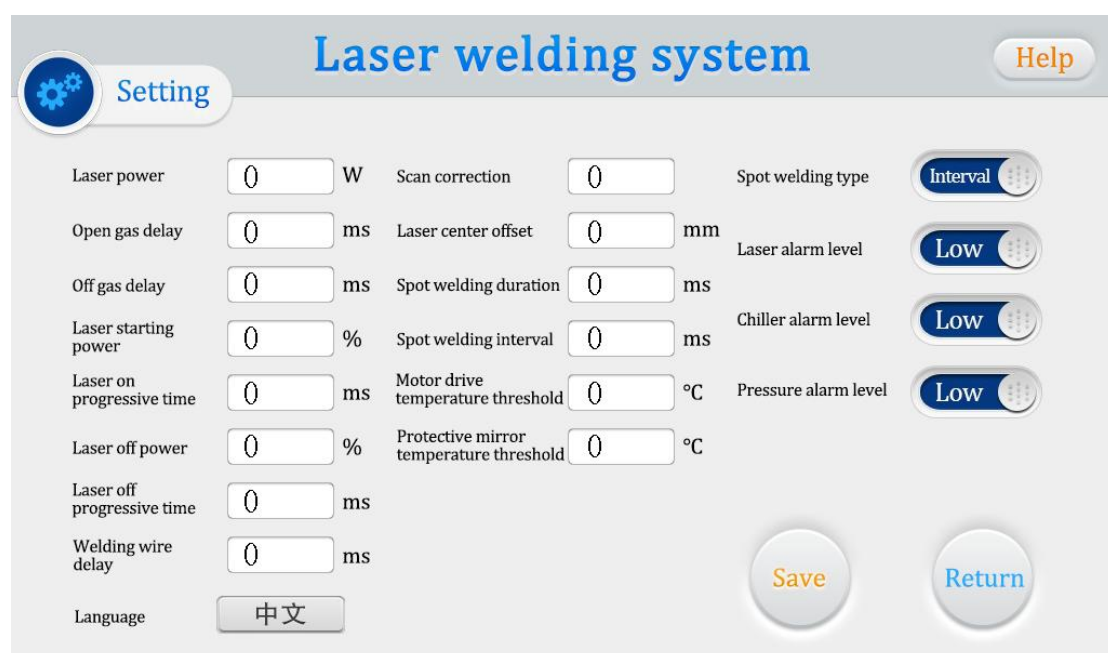 Laser welding system
Help
Setting
Laser power 0 W
Open gas delay 0 ms
Off gas delay 0 ms
Laser starting
power 0 %
Laser on
progressive time 0 ms
Laser off power 0 %
Laser off
progressive time 0 ms
Welding wire
delay 0 ms
Language 中文
Scan correction 0
Laser center offset 0 mm
Spot welding duration 0 ms
Spot welding interval 0 ms
Motor drive
temperature threshold 0 °C
Protective mirror
temperature threshold 0 °C
Spot welding type Interval
Laser alarm level Low
Chiller alarm level Low
Pressure alarm level Low
Save
Return